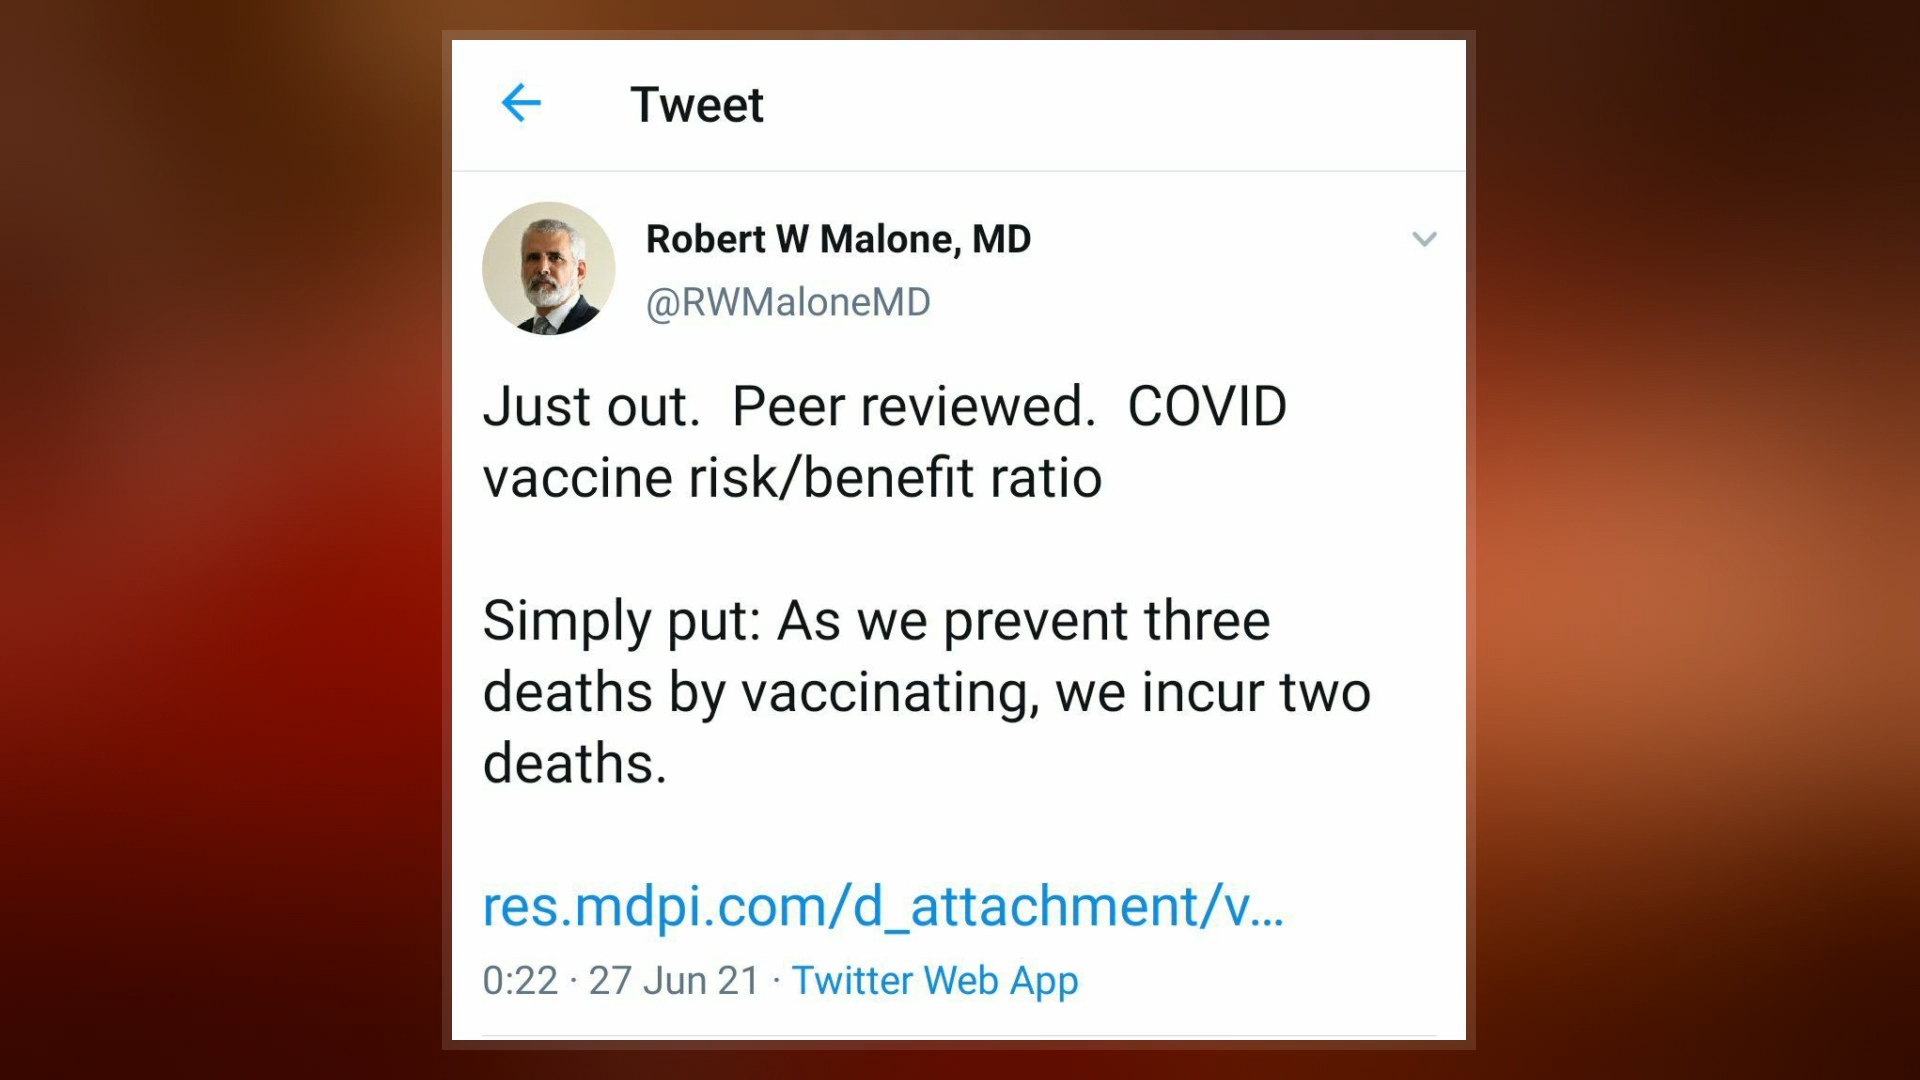 Tweet
Robert W Malone, MD
@RWMaloneMD
Just out.  Peer reviewed.  COVID
vaccine risk/benefit ratio
Simply put: As we prevent three
deaths by vaccinating, we incur two
deaths.
res.mdpi.com/d_attachment/v...
0:22 · 27 Jun 21 · Twitter Web App